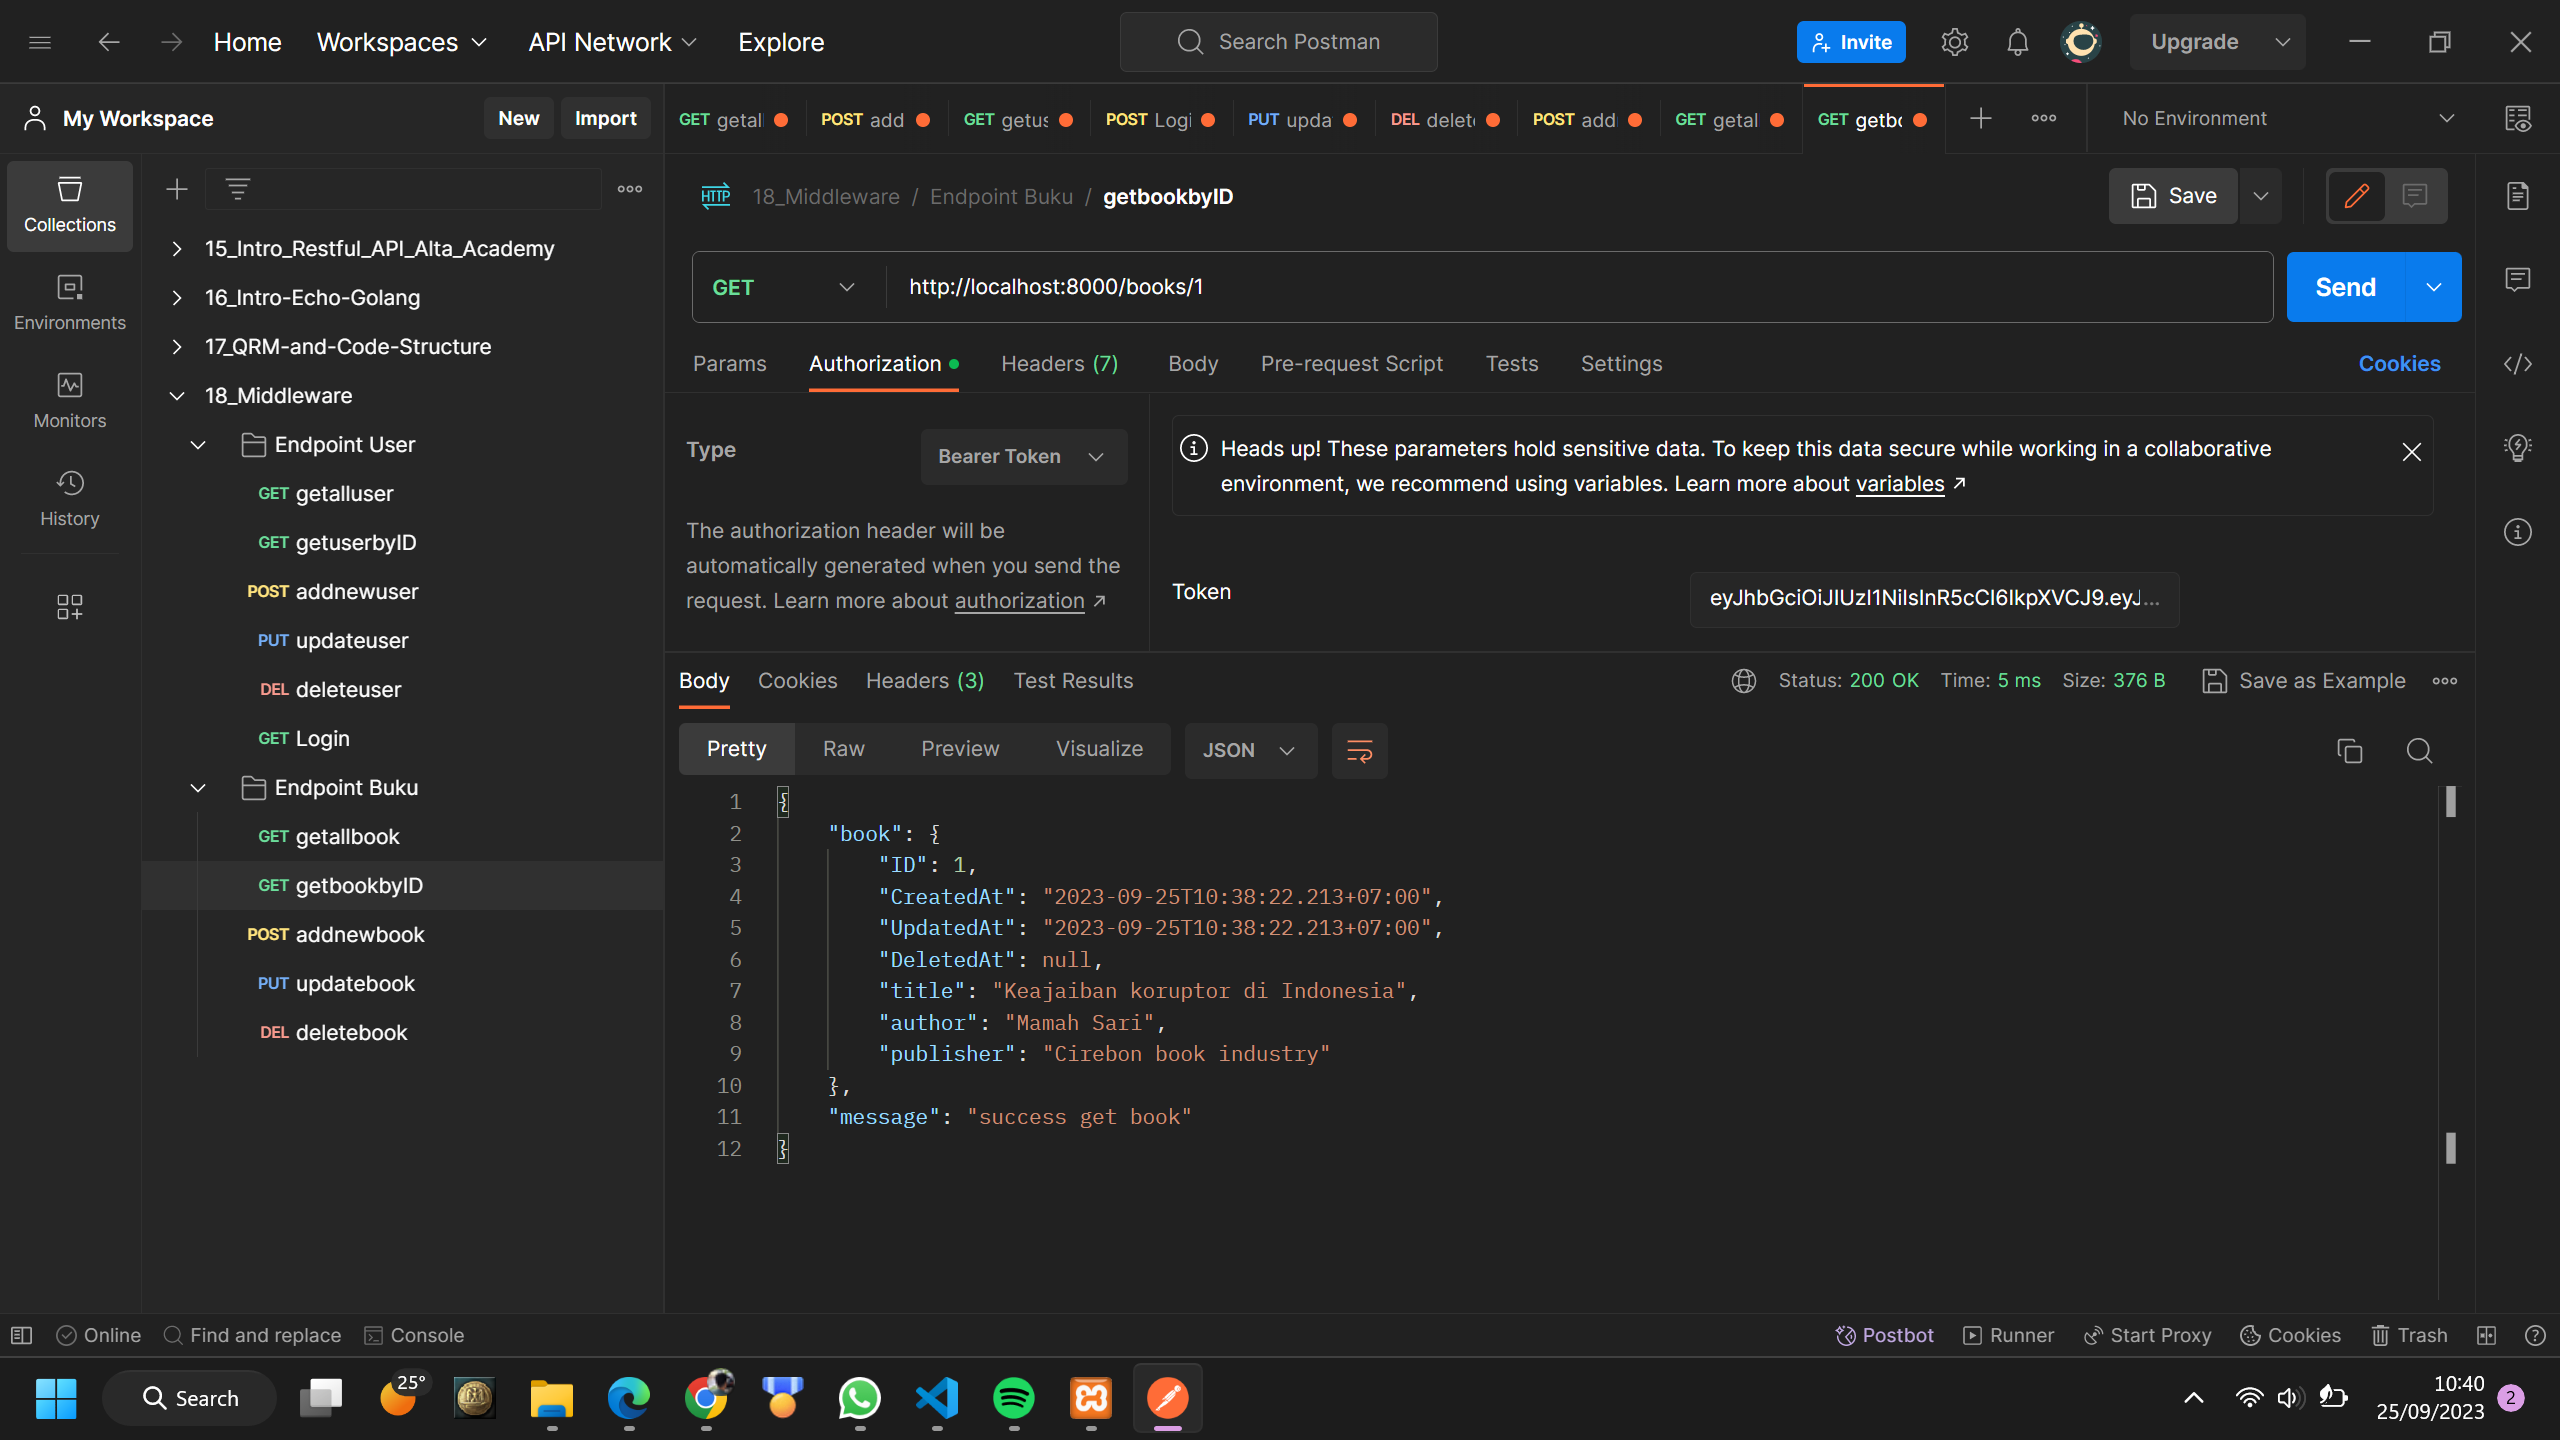 Home Workspaces API Network Explore Search Postman Invite Upgrade
My Workspace New Import
GET getal POST add GET getus POST Logi PUT upda DEL delet POST add GET getal GET getbo No Environment
Collections
Environments
Monitors
History
15_Intro_Restful_API_Alta_Academy
16_Intro-Echo-Golang
17_QRM-and-Code-Structure
18_Middleware
Endpoint User
GET getalluser
GET getuserbyID
POST addnewuser
PUT updateuser
DEL deleteuser
GET Login
Endpoint Buku
GET getallbook
GET getbookbyID
POST addnewbook
PUT updatebook
DEL deletebook
HTTP 18_Middleware / Endpoint Buku / getbookbyID Save
GET http://localhost:8000/books/1 Send
Params Authorization Headers (7) Body Pre-request Script Tests Settings Cookies
Type Bearer Token
The authorization header will be
automatically generated when you send the
request. Learn more about authorization ↗
Heads up! These parameters hold sensitive data. To keep this data secure while working in a collaborative
environment, we recommend using variables. Learn more about variables ↗
Token eyJhbGciOiJIUzI1NiIsInR5cCI6IkpXVCJ9.eyJ...
Body Cookies Headers (3) Test Results Status: 200 OK Time: 5 ms Size: 376 B Save as Example
Pretty Raw Preview Visualize JSON
1 {
2 "book": {
3 "ID": 1,
4 "CreatedAt": "2023-09-25T10:38:22.213+07:00",
5 "UpdatedAt": "2023-09-25T10:38:22.213+07:00",
6 "DeletedAt": null,
7 "title": "Keajaiban koruptor di Indonesia",
8 "author": "Mamah Sari",
9 "publisher": "Cirebon book industry"
10 },
11 "message": "success get book"
12 }
Online Find and replace Console Postbot Runner Start Proxy Cookies Trash
Search 25° 10:40
25/09/2023 2